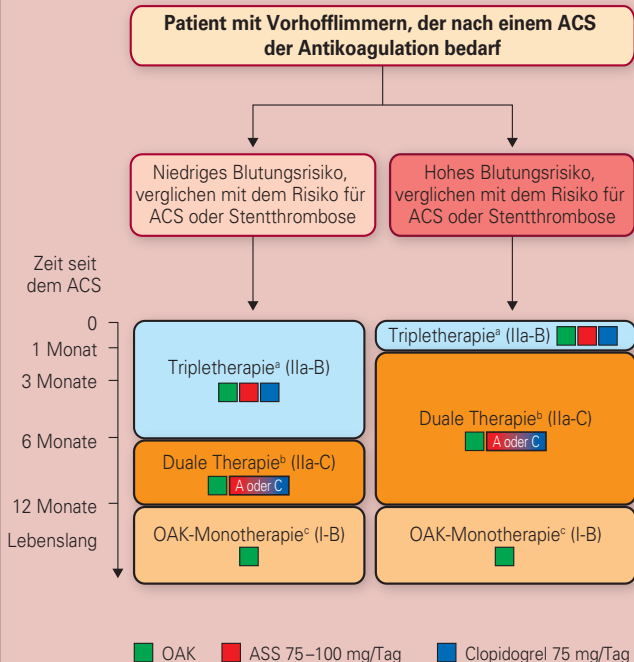 Patient mit Vorhofflimmern, der nach einem ACS
der Antikoagulation bedarf
Niedriges Blutungsrisiko,
verglichen mit dem Risiko für
ACS oder Stentthrombose
Hohes Blutungsrisiko,
verglichen mit dem Risiko für
ACS oder Stentthrombose
Zeit seit
dem ACS
0
1 Monat
3 Monate
6 Monate
12 Monate
Lebenslang
Tripletherapieᵃ (IIa-B)
Duale Therapieᵇ (IIa-C)
A oder C
OAK-Monotherapieᶜ (I-B)
Tripletherapieᵃ (IIa-B)
Duale Therapieᵇ (IIa-C)
A oder C
OAK-Monotherapieᶜ (I-B)
OAK ASS 75–100 mg/Tag Clopidogrel 75 mg/Tag